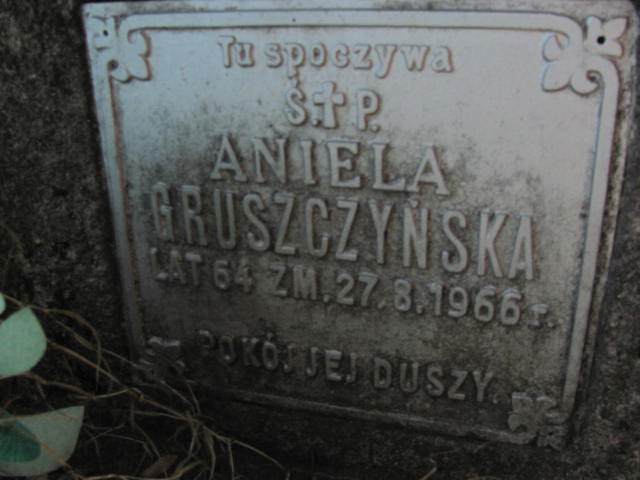 Tu spoczywa
Ś.†P.
ANIELA
GRUSZCZYŃSKA
LAT 64 ZM. 27.8.1966 r.
POKÓJ JEJ DUSZY.